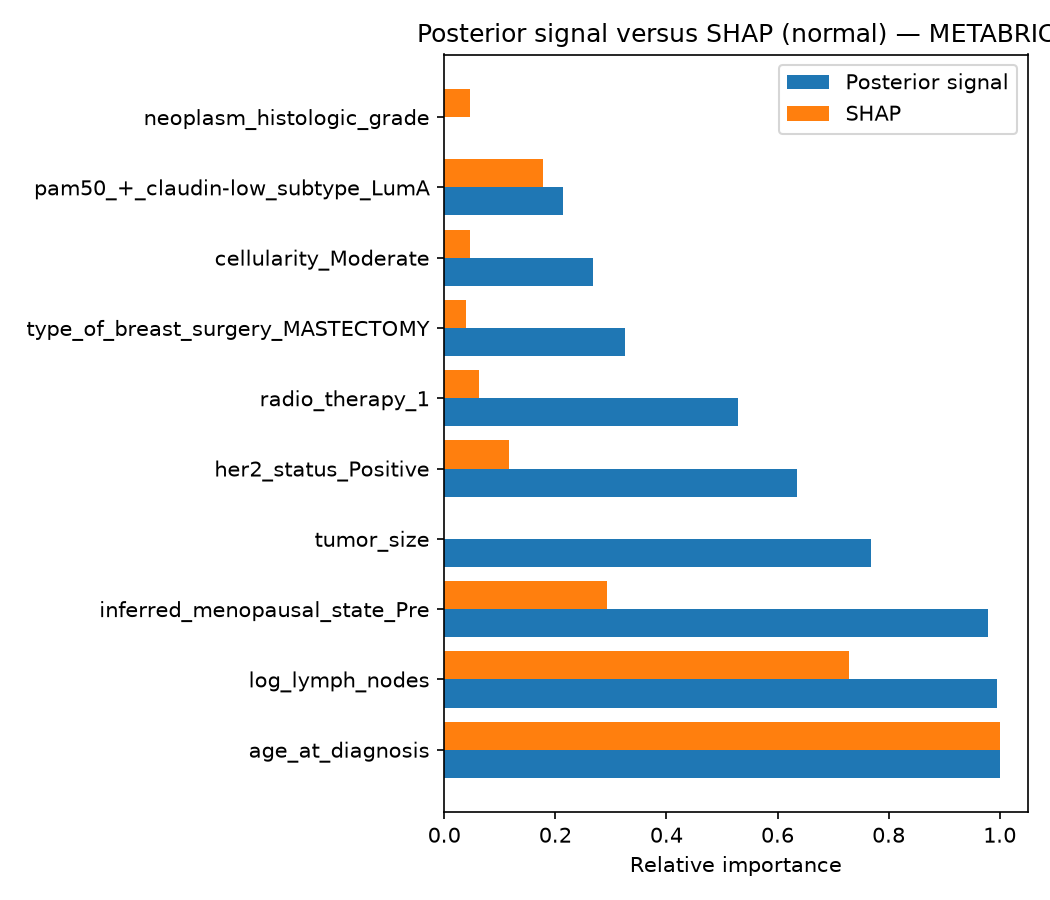 Posterior signal versus SHAP (normal) — METABRIC
Posterior signal
SHAP
neoplasm_histologic_grade
pam50_+_claudin-low_subtype_LumA
cellularity_Moderate
type_of_breast_surgery_MASTECTOMY
radio_therapy_1
her2_status_Positive
tumor_size
inferred_menopausal_state_Pre
log_lymph_nodes
age_at_diagnosis
0.0 0.2 0.4 0.6 0.8 1.0
Relative importance